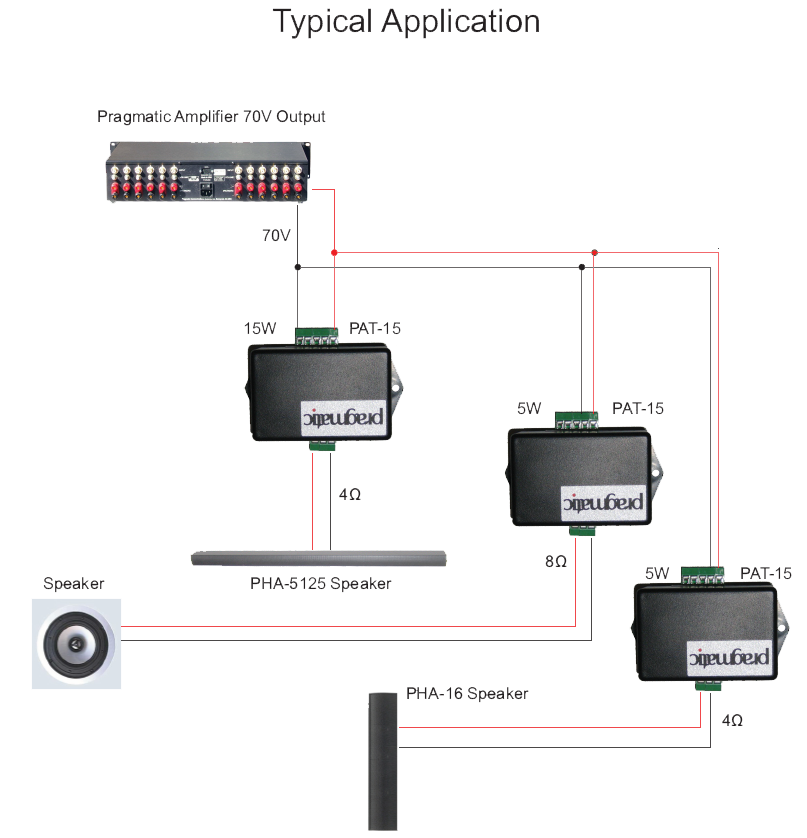 Typical Application
Pragmatic Amplifier 70V Output
70V
15W
PAT-15
pragmatic
4Ω
5W
PAT-15
pragmatic
8Ω
PHA-5125 Speaker
Speaker
5W
PAT-15
pragmatic
PHA-16 Speaker
4Ω